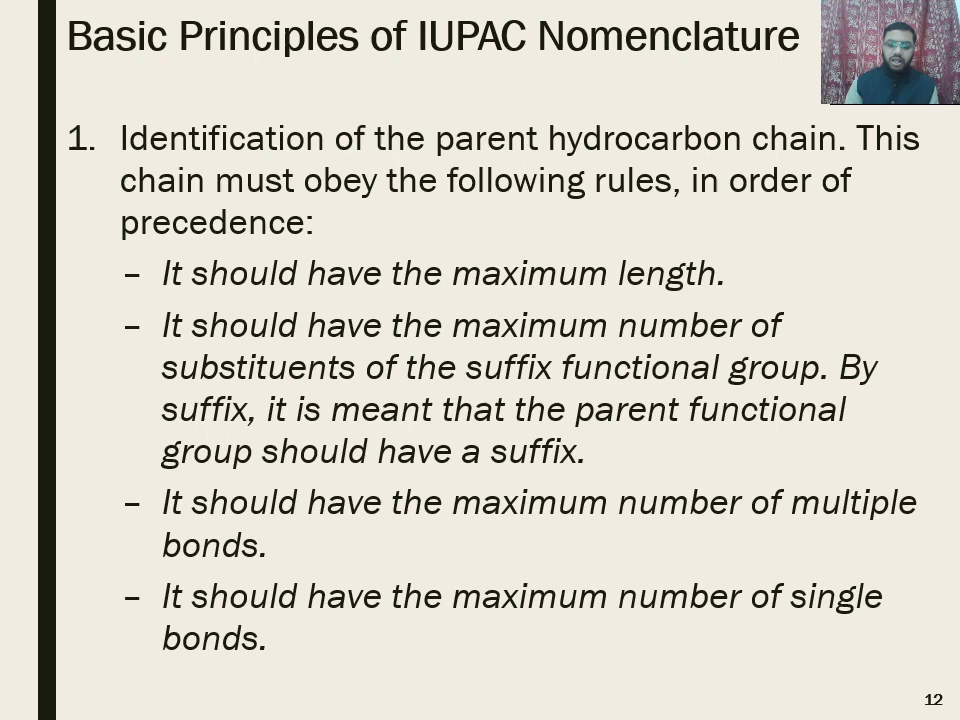 Basic Principles of IUPAC Nomenclature
1. Identification of the parent hydrocarbon chain. This
chain must obey the following rules, in order of
precedence:
– It should have the maximum length.
– It should have the maximum number of
substituents of the suffix functional group. By
suffix, it is meant that the parent functional
group should have a suffix.
– It should have the maximum number of multiple
bonds.
– It should have the maximum number of single
bonds.
12